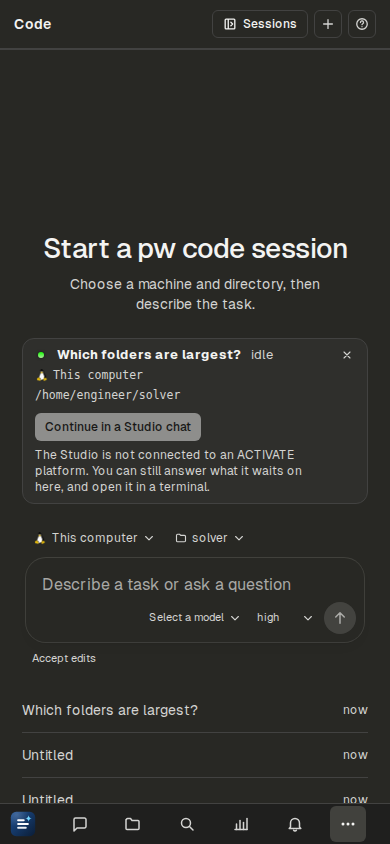 Code
Sessions
Start a pw code session
Choose a machine and directory, then
describe the task.
Which folders are largest? idle
This computer
/home/engineer/solver
Continue in a Studio chat
The Studio is not connected to an ACTIVATE
platform. You can still answer what it waits on
here, and open it in a terminal.
This computer solver
Describe a task or ask a question
Select a model high
Accept edits
Which folders are largest? now
Untitled now
Untitled now